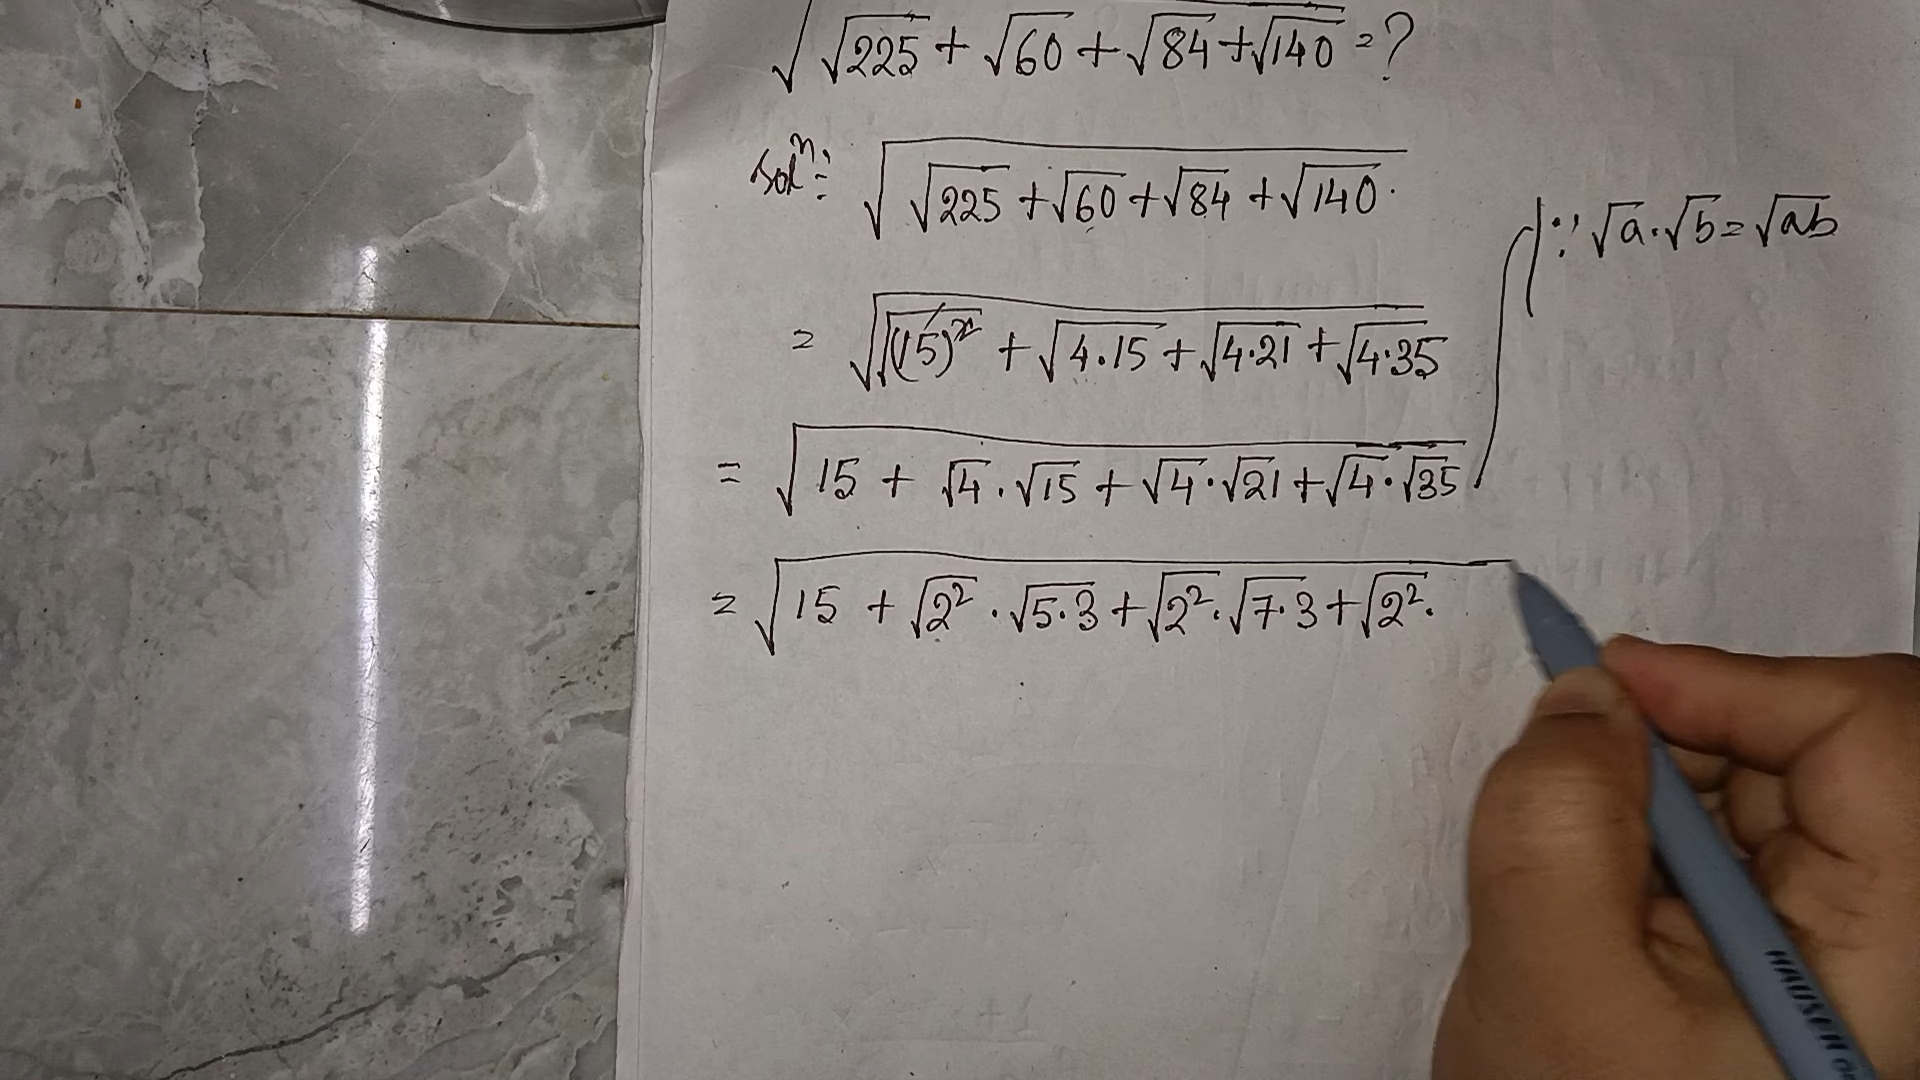 √(√225 + √60 + √84 + √140) = ?
Solⁿ: √(√225 + √60 + √84 + √140)
= √(√(15)² + √(4.15) + √(4.21) + √(4.35))
= √(15 + √4 . √15 + √4 . √21 + √4 . √35)
∵ √a . √b = √ab
= √(15 + √2² . √(5.3) + √2² . √(7.3) + √2² .